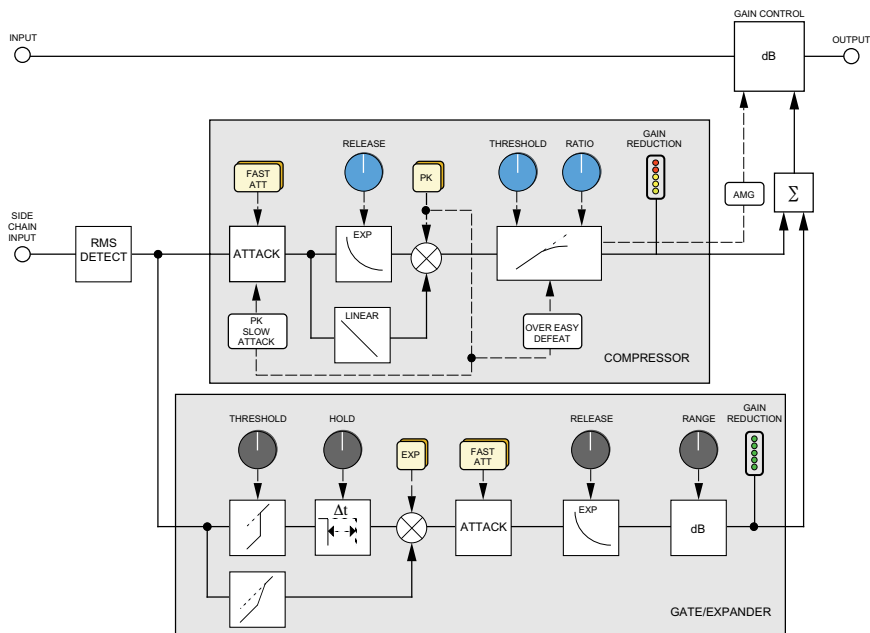 GAIN CONTROL
INPUT
dB
OUTPUT
RELEASE
THRESHOLD
RATIO
GAIN
REDUCTION
FAST
ATT
PK
AMG
Σ
SIDE
CHAIN
INPUT
RMS
DETECT
ATTACK
EXP
LINEAR
PK
SLOW
ATTACK
OVER EASY
DEFEAT
COMPRESSOR
THRESHOLD
HOLD
RELEASE
RANGE
GAIN
REDUCTION
EXP
FAST
ATT
Δt
ATTACK
EXP
dB
GATE/EXPANDER